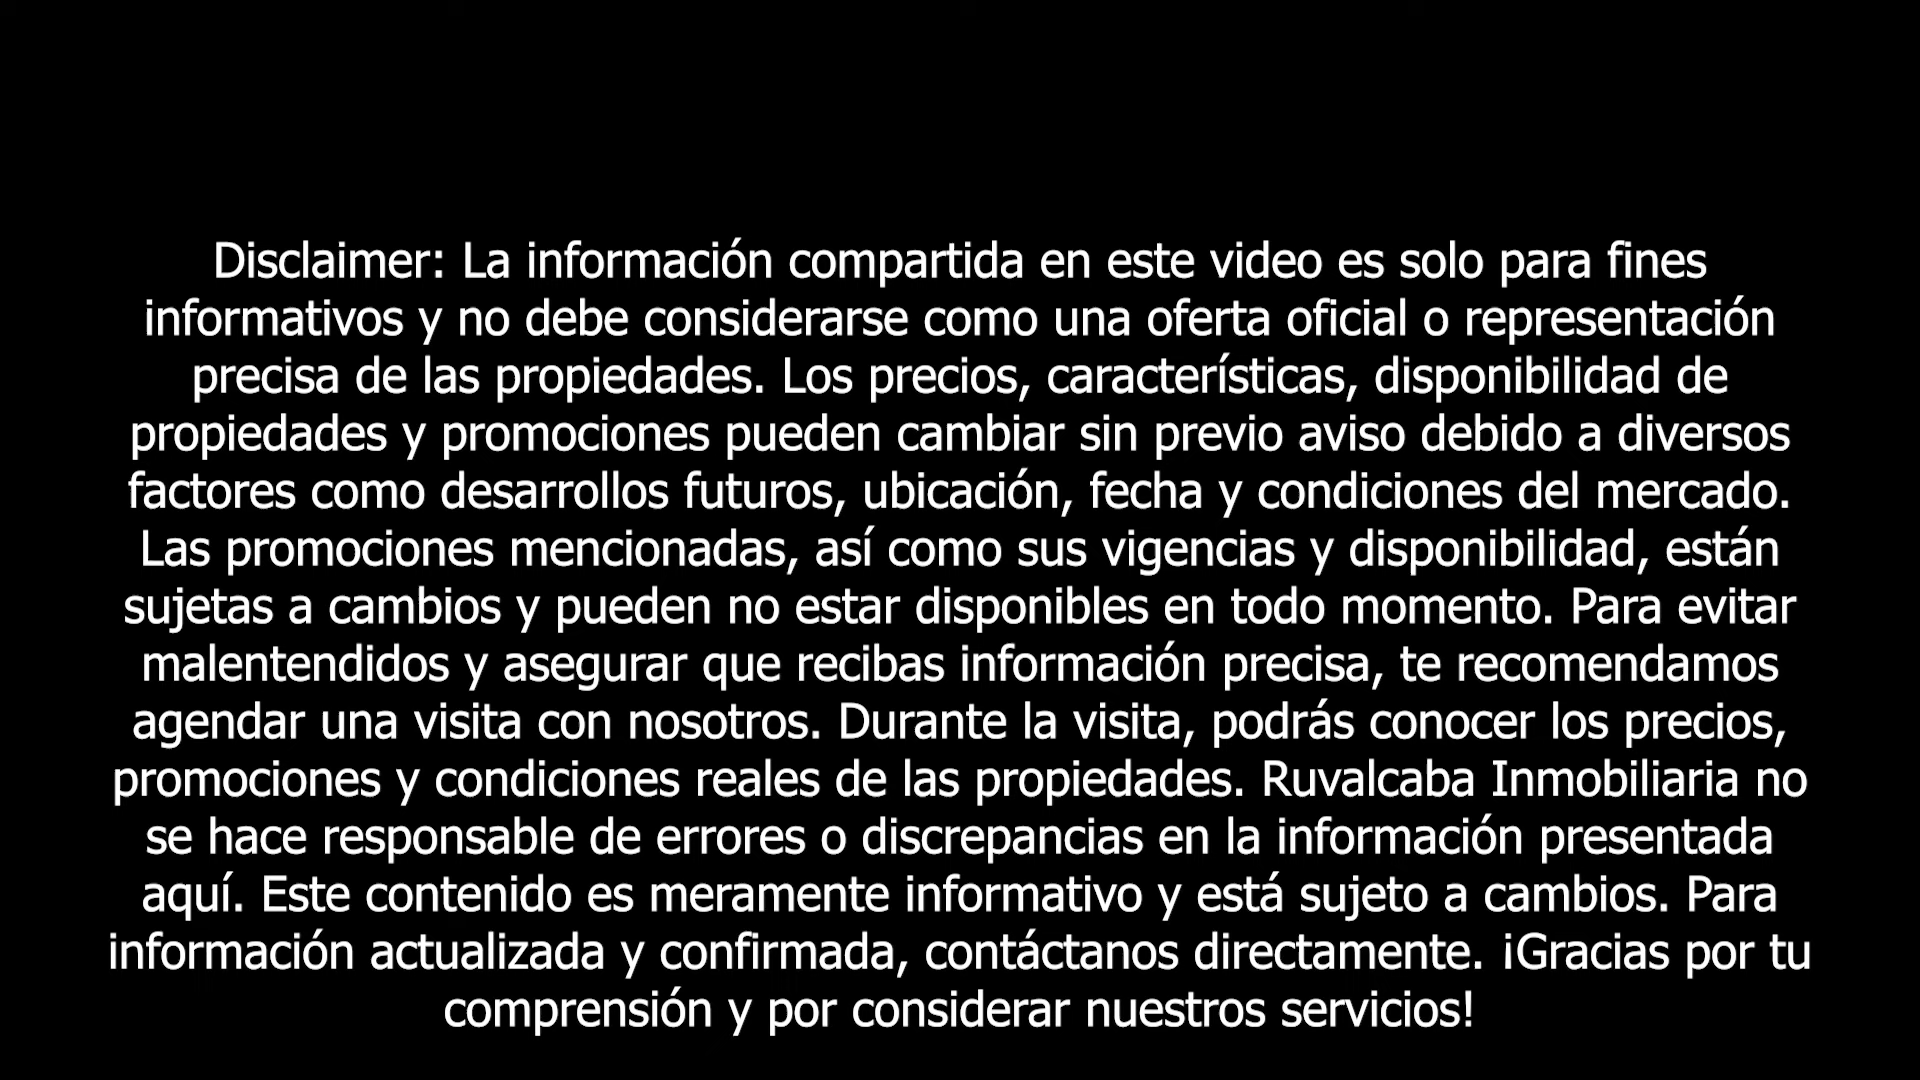 Disclaimer: La información compartida en este video es solo para fines
informativos y no debe considerarse como una oferta oficial o representación
precisa de las propiedades. Los precios, características, disponibilidad de
propiedades y promociones pueden cambiar sin previo aviso debido a diversos
factores como desarrollos futuros, ubicación, fecha y condiciones del mercado.
Las promociones mencionadas, así como sus vigencias y disponibilidad, están
sujetas a cambios y pueden no estar disponibles en todo momento. Para evitar
malentendidos y asegurar que recibas información precisa, te recomendamos
agendar una visita con nosotros. Durante la visita, podrás conocer los precios,
promociones y condiciones reales de las propiedades. Ruvalcaba Inmobiliaria no
se hace responsable de errores o discrepancias en la información presentada
aquí. Este contenido es meramente informativo y está sujeto a cambios. Para
información actualizada y confirmada, contáctanos directamente. ¡Gracias por tu
comprensión y por considerar nuestros servicios!